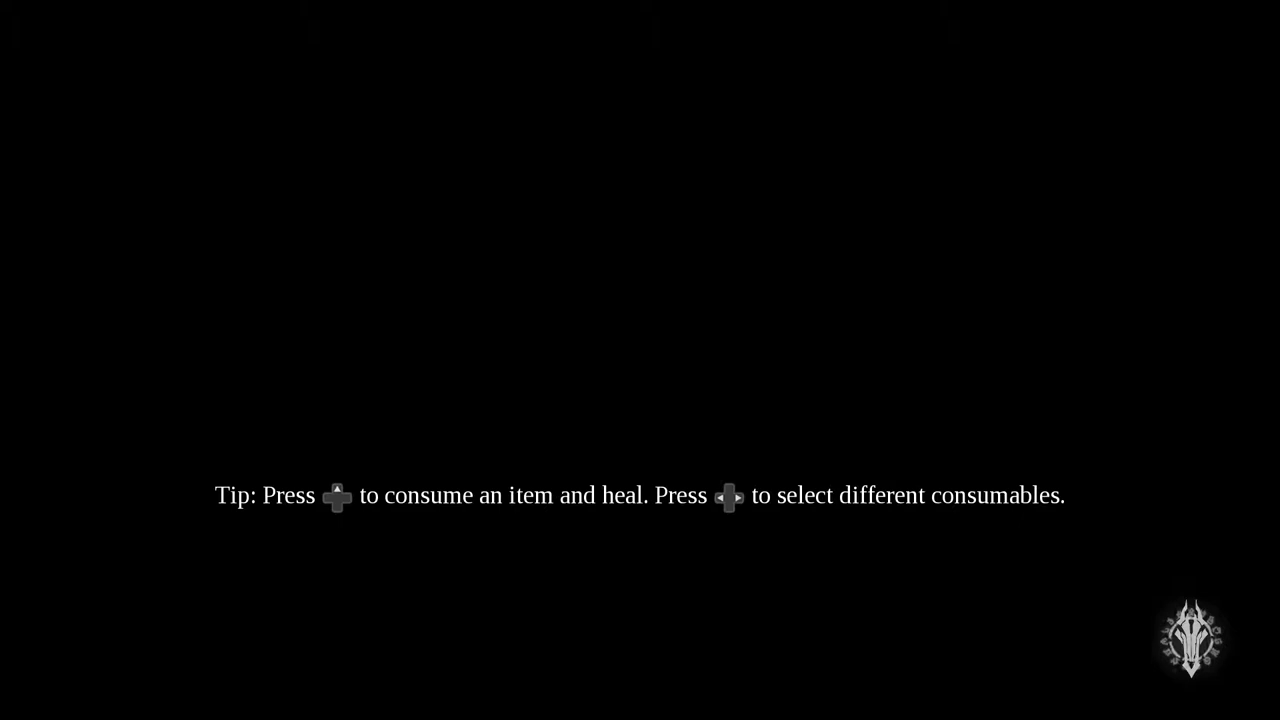 Tip: Press to consume an item and heal. Press to select different consumables.